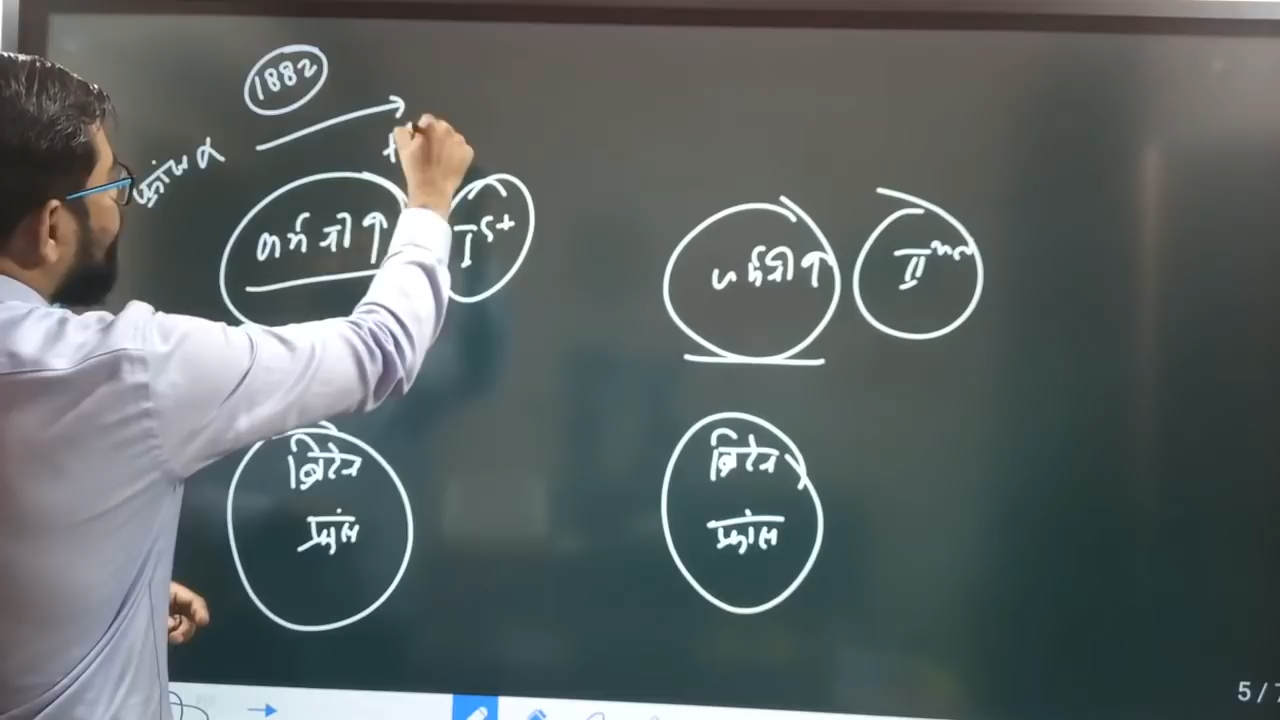 1882
फ्रांस X
जर्मनी ↑
Ist
जर्मनी ↑
IInd
ब्रिटेन
फ्रांस
ब्रिटेन
फ्रांस
5/7